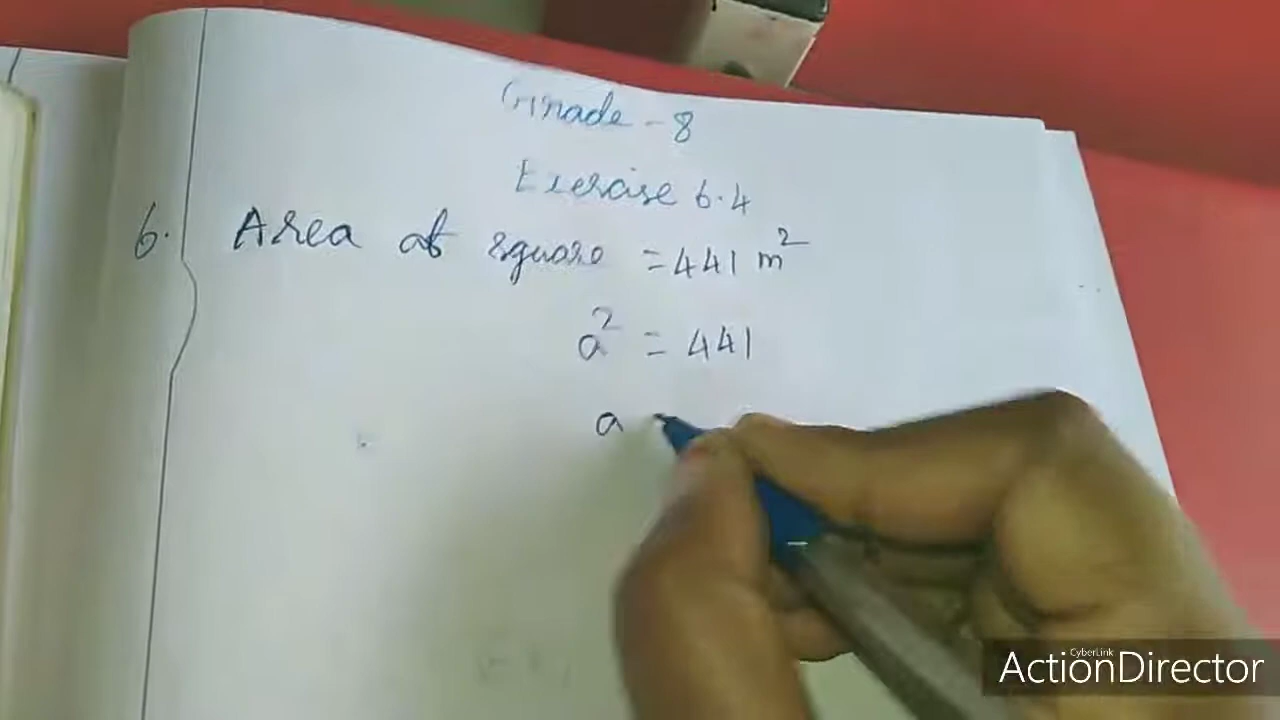 Grade - 8
Exercise 6.4
6. Area of square = 441 m²
a² = 441
a
CyberLink
ActionDirector